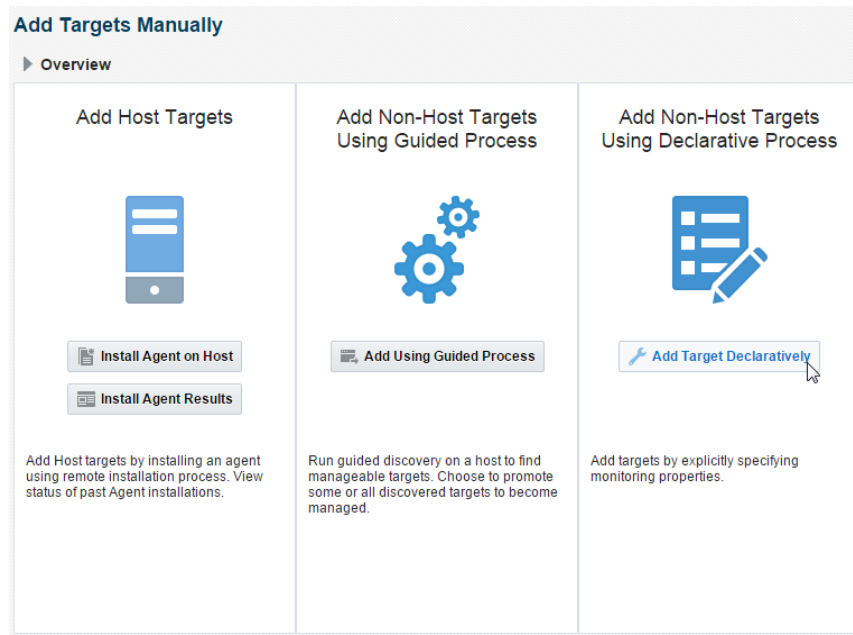 Add Targets Manually
Overview
Add Host Targets
Install Agent on Host
Install Agent Results
Add Host targets by installing an agent
using remote installation process. View
status of past Agent installations.
Add Non-Host Targets
Using Guided Process
Add Using Guided Process
Run guided discovery on a host to find
manageable targets. Choose to promote
some or all discovered targets to become
managed.
Add Non-Host Targets
Using Declarative Process
Add Target Declaratively
Add targets by explicitly specifying
monitoring properties.